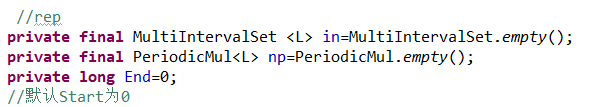 //rep
private final MultiIntervalSet <L> in=MultiIntervalSet.empty();
private final PeriodicMul<L> np=PeriodicMul.empty();
private long End=0;
//默认Start为0